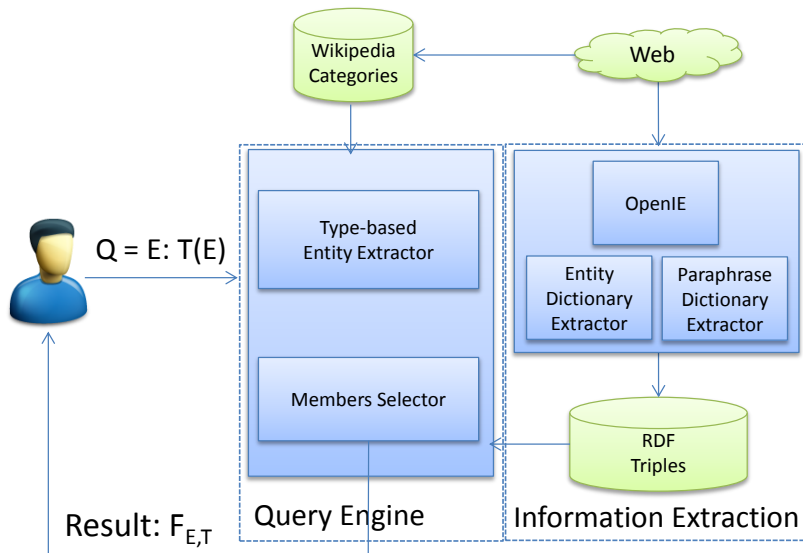 Wikipedia
Categories
Web
OpenIE
Type-based
Entity Extractor
Q = E: T(E)
Entity
Dictionary
Extractor
Paraphrase
Dictionary
Extractor
Members Selector
RDF
Triples
Result: F_{E,T}
Query Engine
Information Extraction